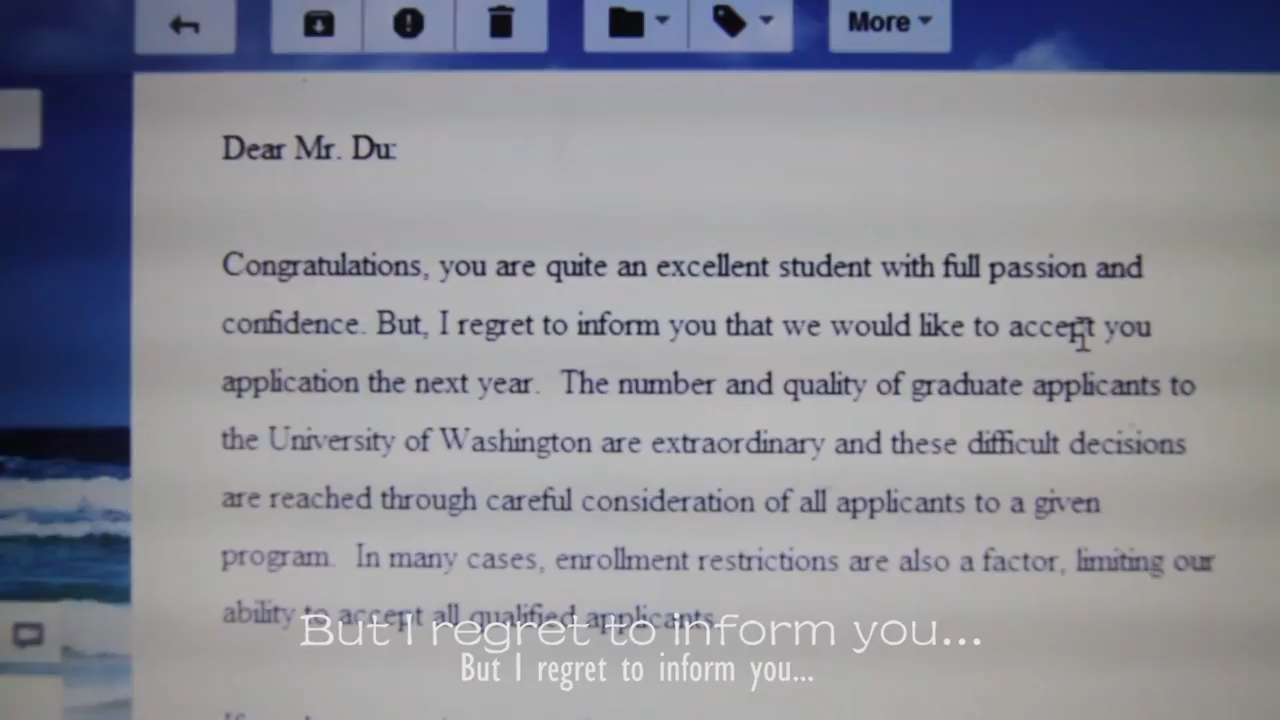 More
Dear Mr. Du:
Congratulations, you are quite an excellent student with full passion and
confidence. But, I regret to inform you that we would like to accept you
application the next year. The number and quality of graduate applicants to
the University of Washington are extraordinary and these difficult decisions
are reached through careful consideration of all applicants to a given
program. In many cases, enrollment restrictions are also a factor, limiting our
ability to accept all qualified applicants.
But I regret to inform you...
But I regret to inform you...